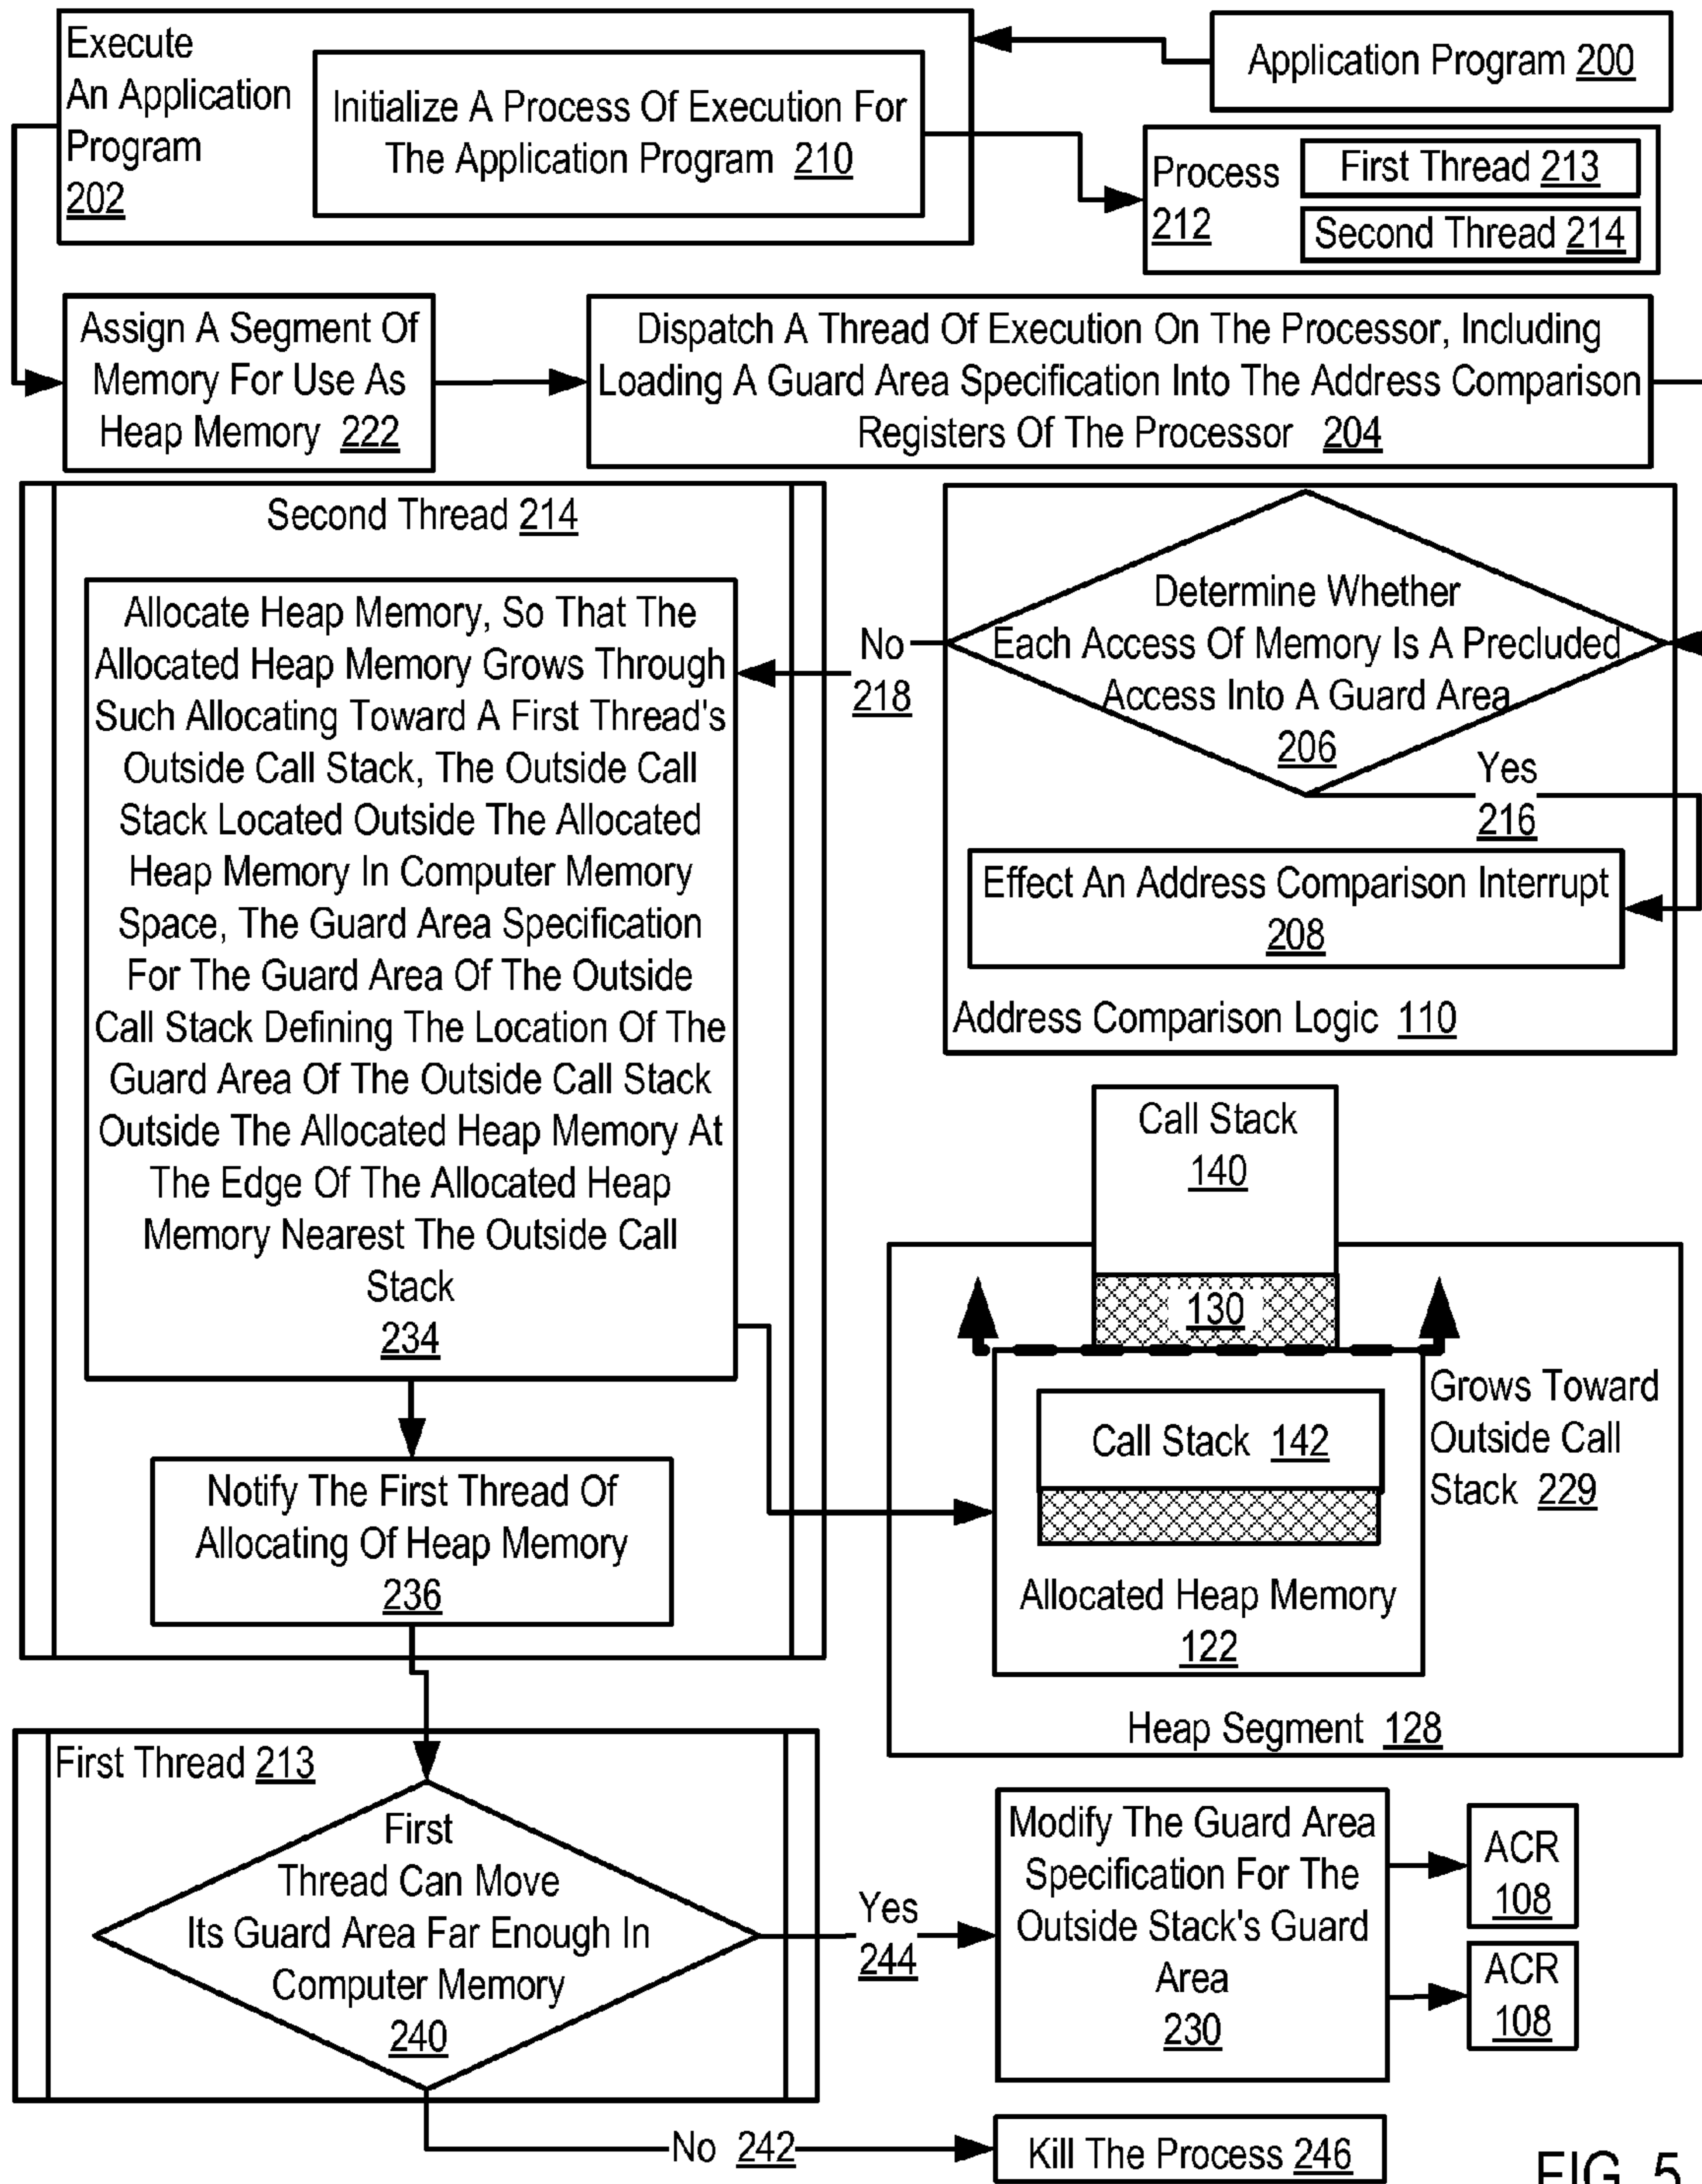 Execute
An Application
Program
202
Initialize A Process Of Execution For
The Application Program 210
Application Program 200
Process
212
First Thread 213
Second Thread 214
Assign A Segment Of
Memory For Use As
Heap Memory 222
Dispatch A Thread Of Execution On The Processor, Including
Loading A Guard Area Specification Into The Address Comparison
Registers Of The Processor 204
Second Thread 214
Allocate Heap Memory, So That The
Allocated Heap Memory Grows Through
Such Allocating Toward A First Thread's
Outside Call Stack, The Outside Call
Stack Located Outside The Allocated
Heap Memory In Computer Memory
Space, The Guard Area Specification
For The Guard Area Of The Outside
Call Stack Defining The Location Of The
Guard Area Of The Outside Call Stack
Outside The Allocated Heap Memory At
The Edge Of The Allocated Heap
Memory Nearest The Outside Call
Stack
234
No
218
Determine Whether
Each Access Of Memory Is A Precluded
Access Into A Guard Area
206
Yes
216
Effect An Address Comparison Interrupt
208
Address Comparison Logic 110
Call Stack
140
130
Grows Toward
Outside Call
Stack 229
Call Stack 142
Allocated Heap Memory
122
Heap Segment 128
Notify The First Thread Of
Allocating Of Heap Memory
236
First Thread 213
First
Thread Can Move
Its Guard Area Far Enough In
Computer Memory
240
Yes
244
Modify The Guard Area
Specification For The
Outside Stack's Guard
Area
230
ACR
108
ACR
108
No 242
Kill The Process 246
FIG. 5